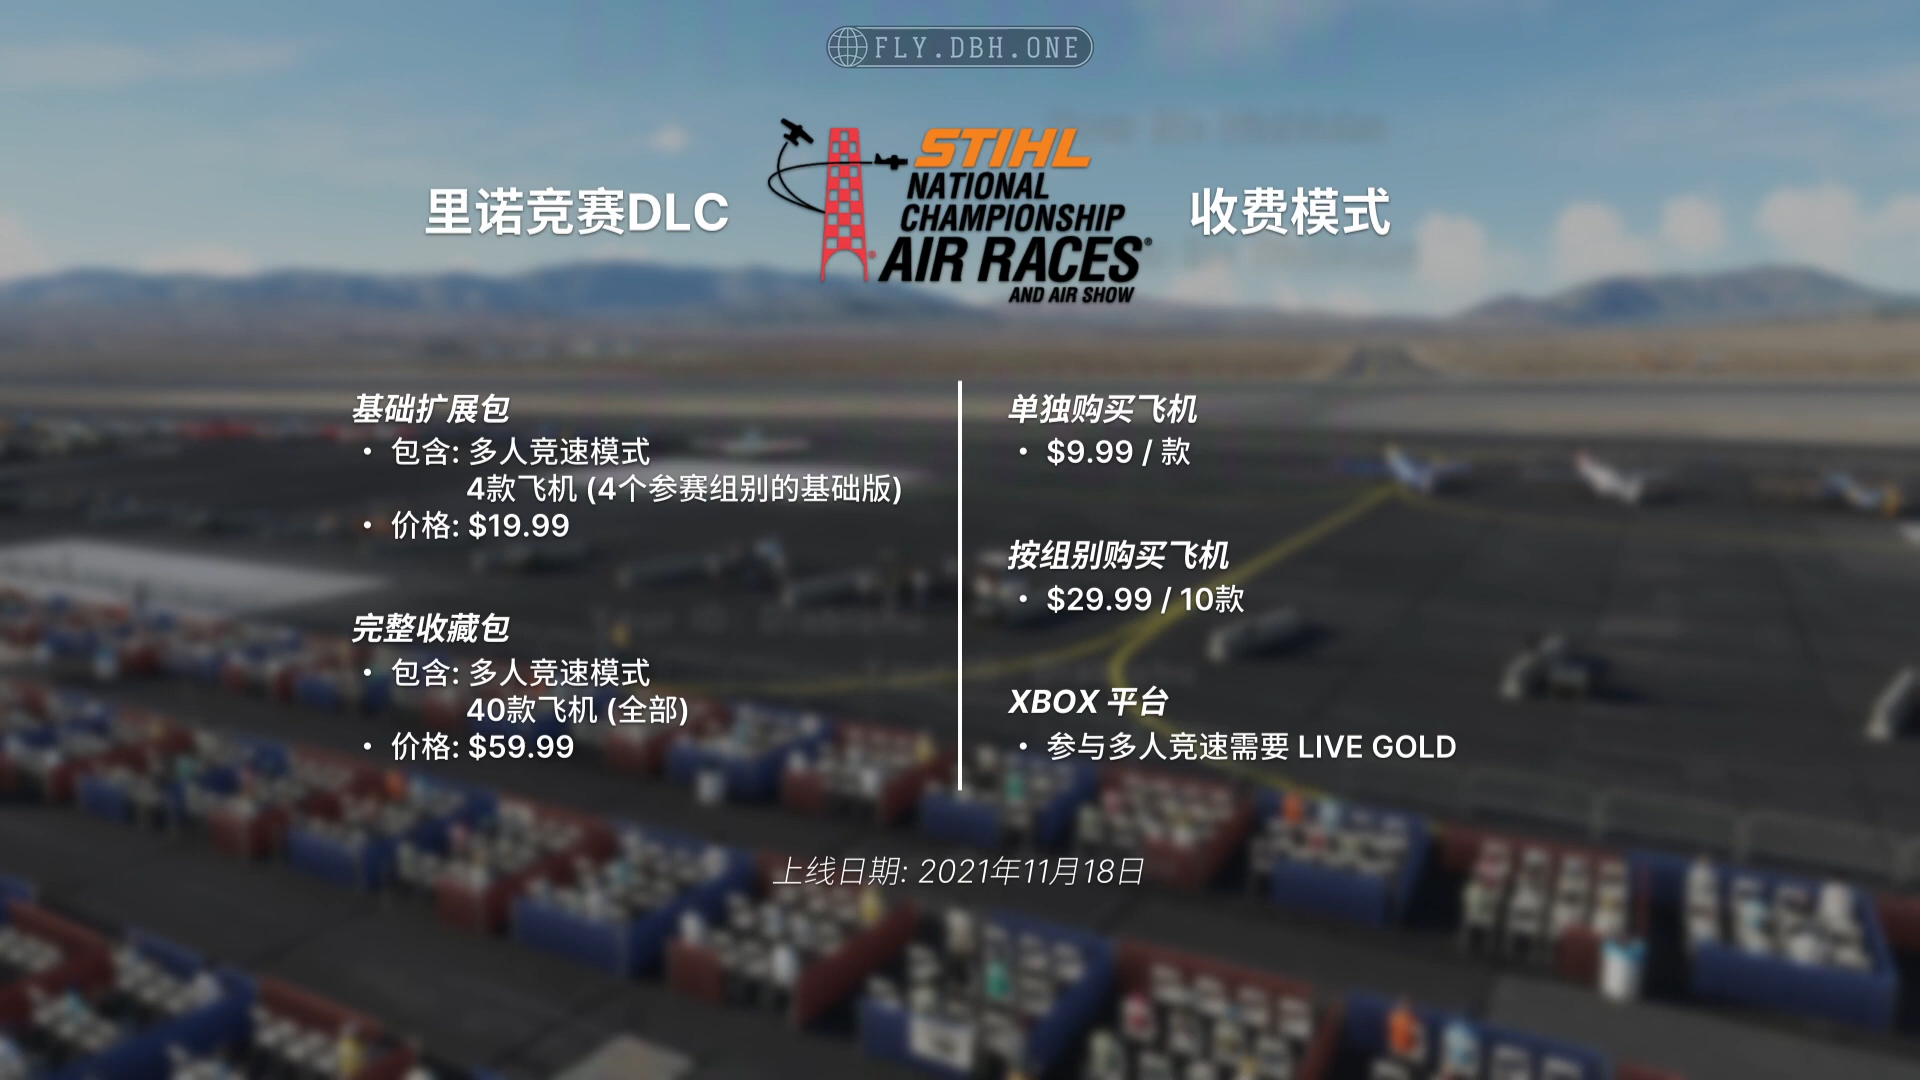 FLY.DBH.ONE
里诺竞赛DLC
STIHL
NATIONAL
CHAMPIONSHIP
AIR RACES®
AND AIR SHOW
收费模式
基础扩展包
• 包含: 多人竞速模式
4款飞机 (4个参赛组别的基础版)
• 价格: $19.99
完整收藏包
• 包含: 多人竞速模式
40款飞机 (全部)
• 价格: $59.99
单独购买飞机
• $9.99 / 款
按组别购买飞机
• $29.99 / 10款
XBOX 平台
• 参与多人竞速需要 LIVE GOLD
上线日期: 2021年11月18日